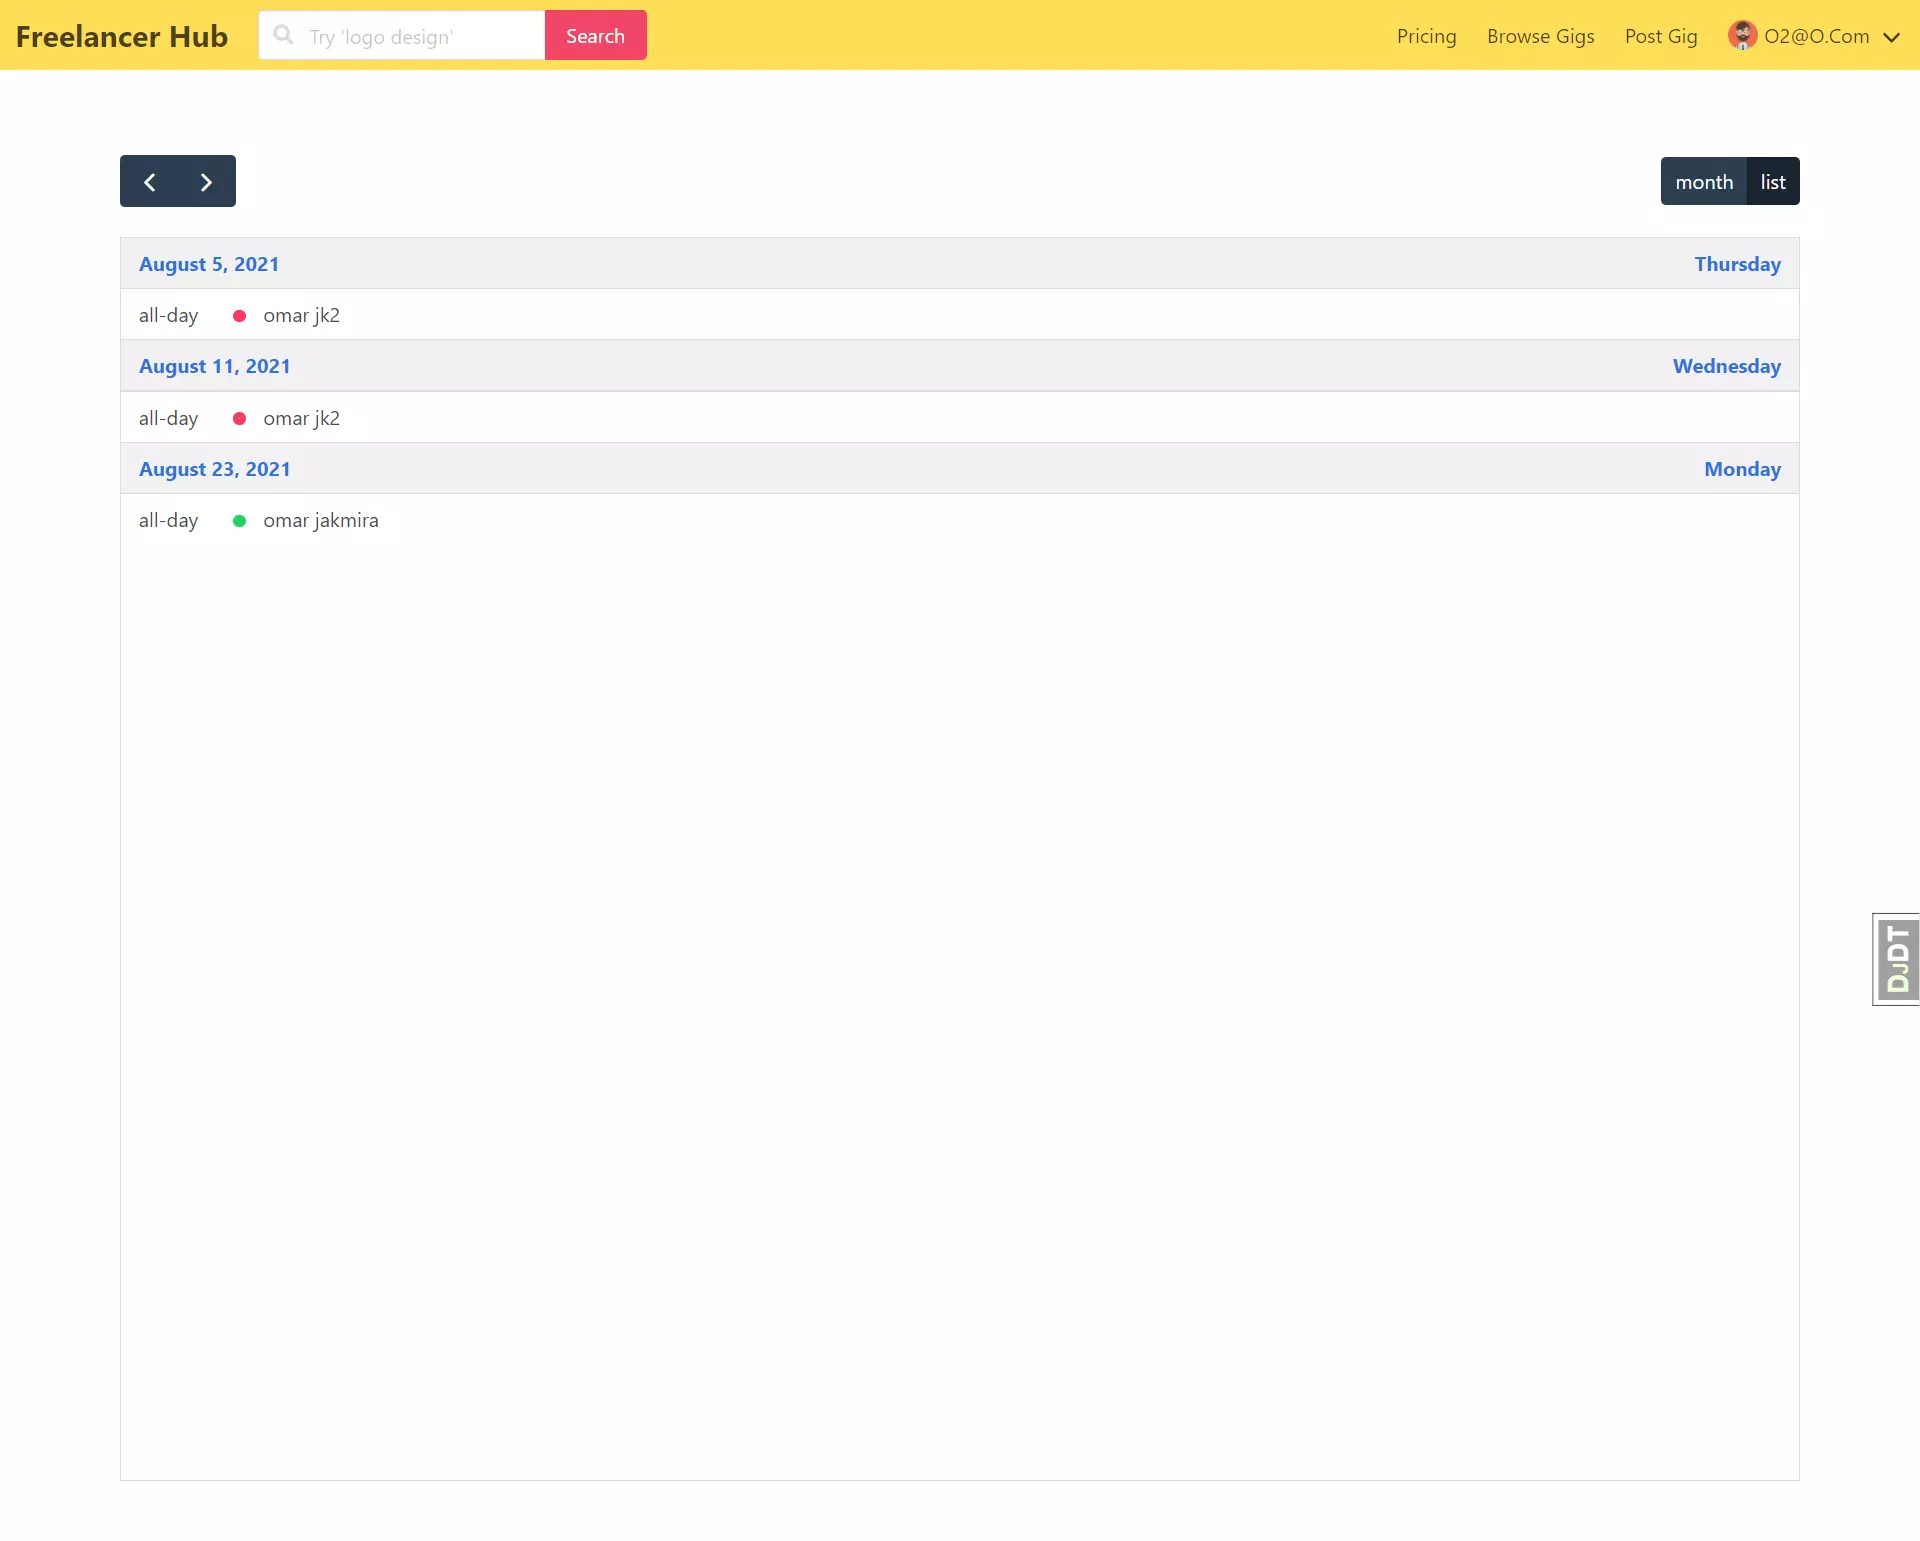 Freelancer Hub
Try 'logo design'
Search
Pricing
Browse Gigs
Post Gig
O2@O.Com
month
list
August 5, 2021
Thursday
all-day
omar jk2
August 11, 2021
Wednesday
all-day
omar jk2
August 23, 2021
Monday
all-day
omar jakmira
DJDT